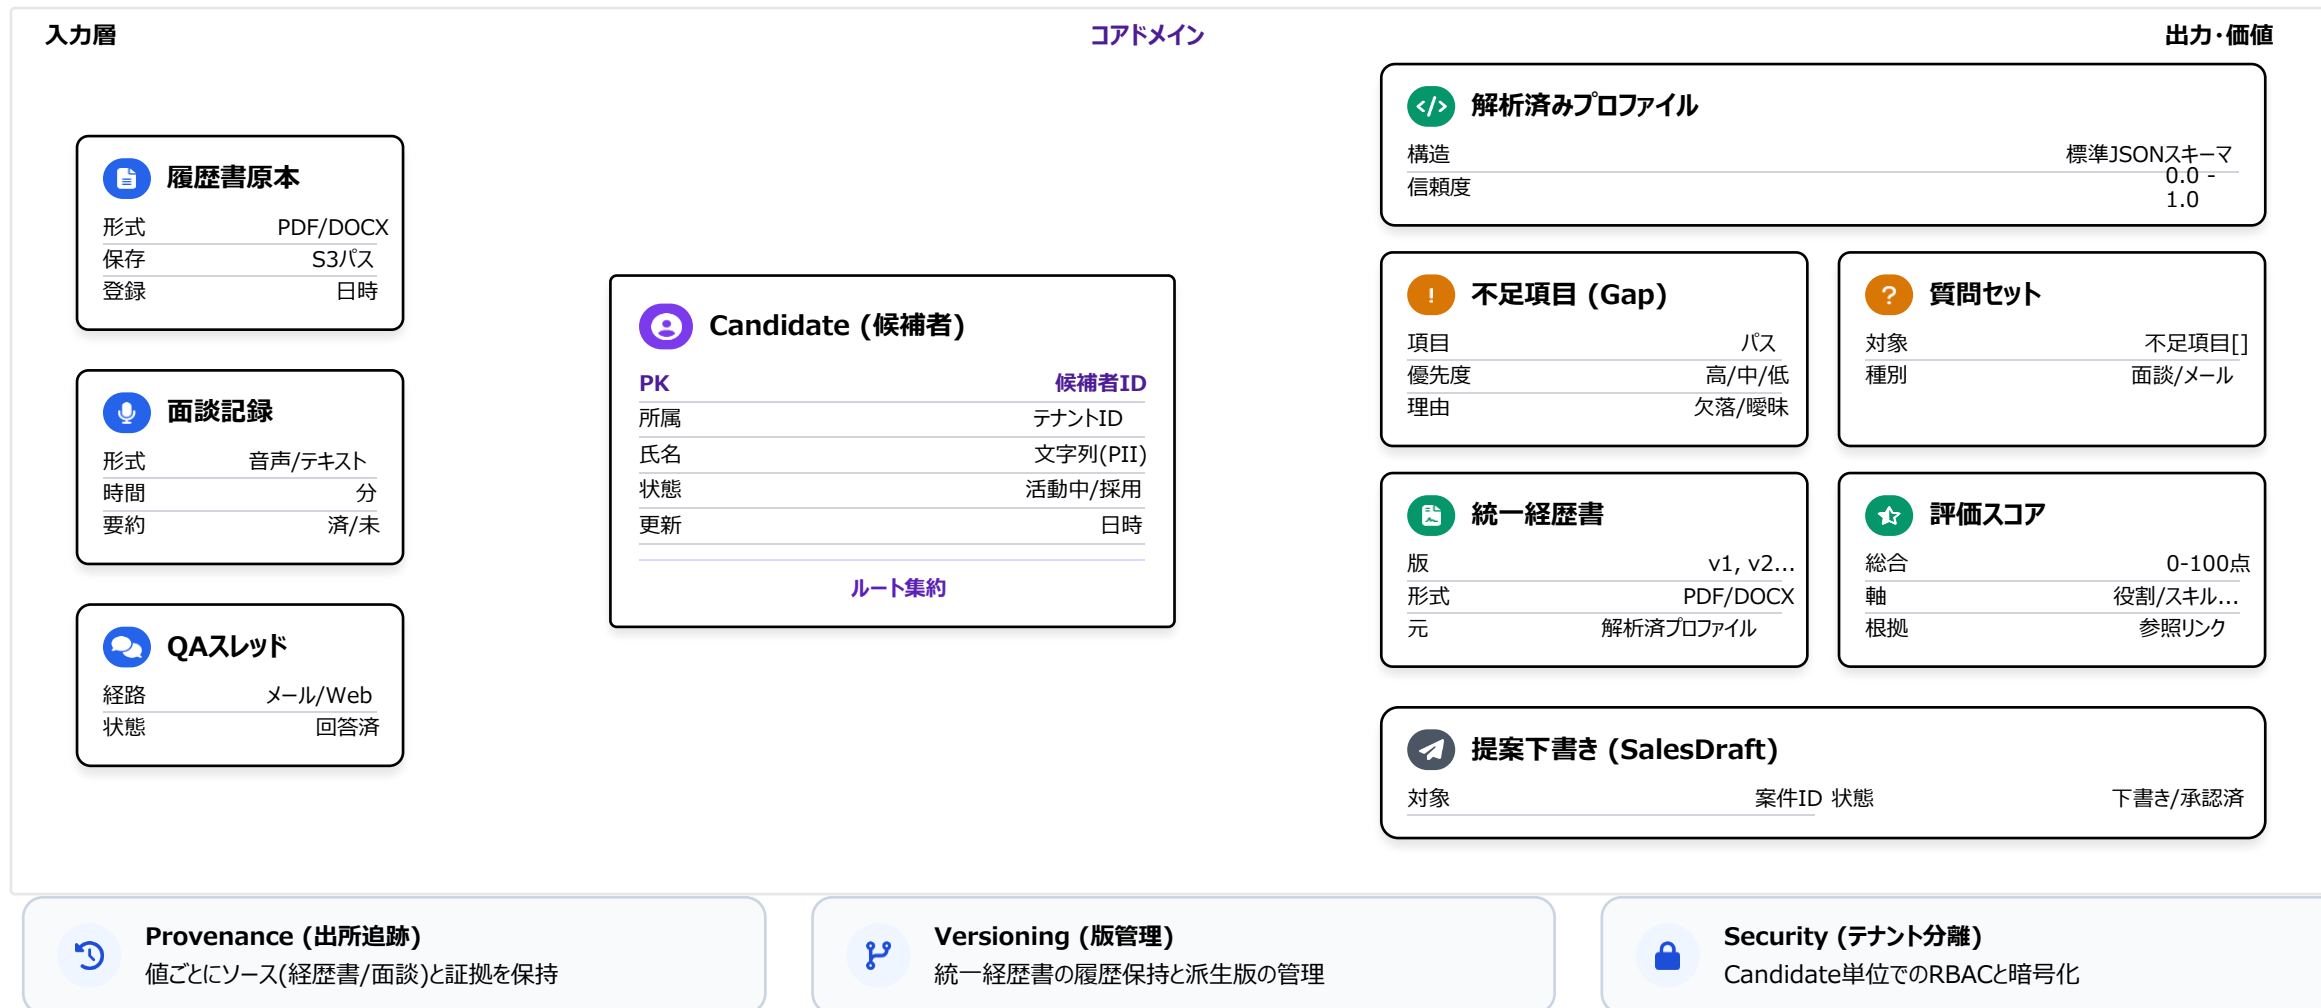 入力層
コアドメイン
出力・価値
履歴書原本
形式 PDF/DOCX
保存 S3パス
登録 日時
面談記録
形式 音声/テキスト
時間 分
要約 済/未
QAスレッド
経路 メール/Web
状態 回答済
Candidate (候補者)
PK 候補者ID
所属 テナントID
氏名 文字列(PII)
状態 活動中/採用
更新 日時
ルート集約
解析済みプロファイル
構造 標準JSONスキーマ
信頼度 0.0 -
1.0
不足項目 (Gap)
項目 パス
優先度 高/中/低
理由 欠落/曖昧
質問セット
対象 不足項目[]
種別 面談/メール
統一経歴書
版 v1, v2...
形式 PDF/DOCX
元 解析済プロファイル
評価スコア
総合 0-100点
軸 役割/スキル...
根拠 参照リンク
提案下書き (SalesDraft)
対象 案件ID 状態 下書き/承認済
Provenance (出所追跡)
値ごとにソース(経歴書/面談)と証拠を保持
Versioning (版管理)
統一経歴書の履歴保持と派生版の管理
Security (テナント分離)
Candidate単位でのRBACと暗号化